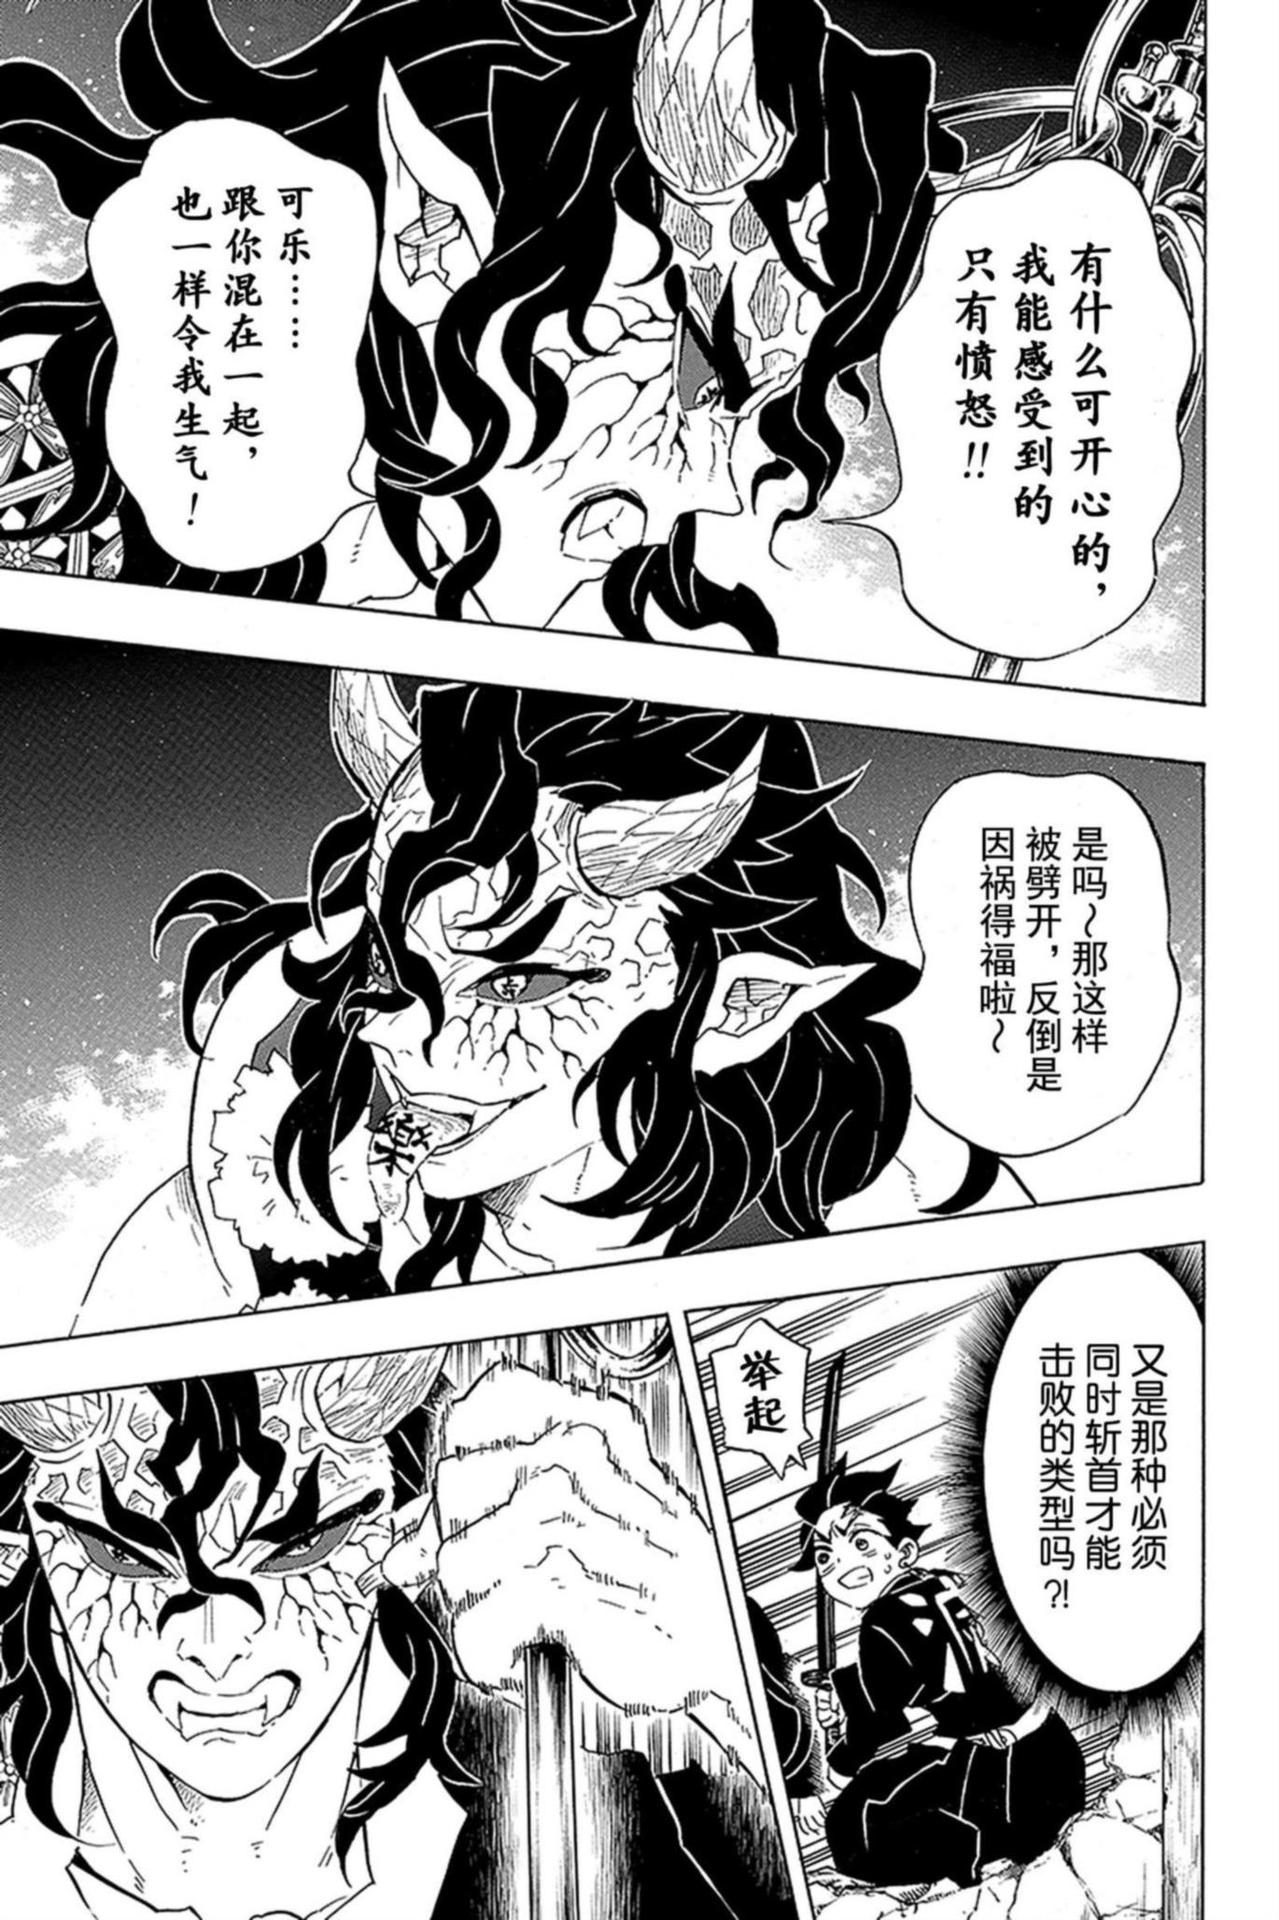 有什么可开心的，
我能感受到的
只有愤怒!!
可乐……
跟你混在一起，
也一样令我生气！
是吗～那这样
被劈开，反倒是
因祸得福啦～
樂
又是那种必须
同时斩首才能
击败的类型吗?!
举起